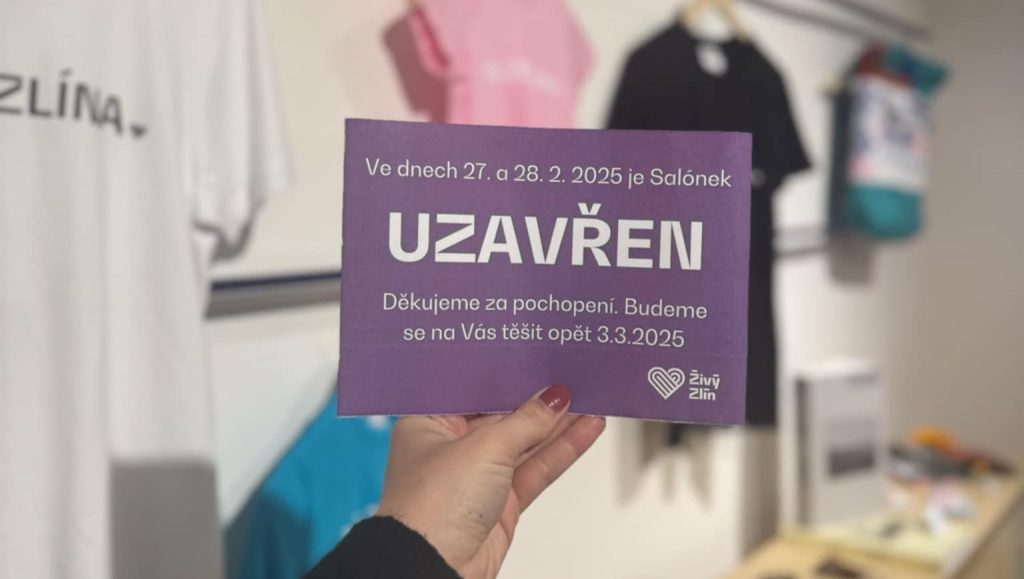 ZLÍNA
Ve dnech 27. a 28. 2. 2025 je Salónek
UZAVŘEN
Děkujeme za pochopení. Budeme
se na Vás těšit opět 3.3.2025
Živý
Zlín